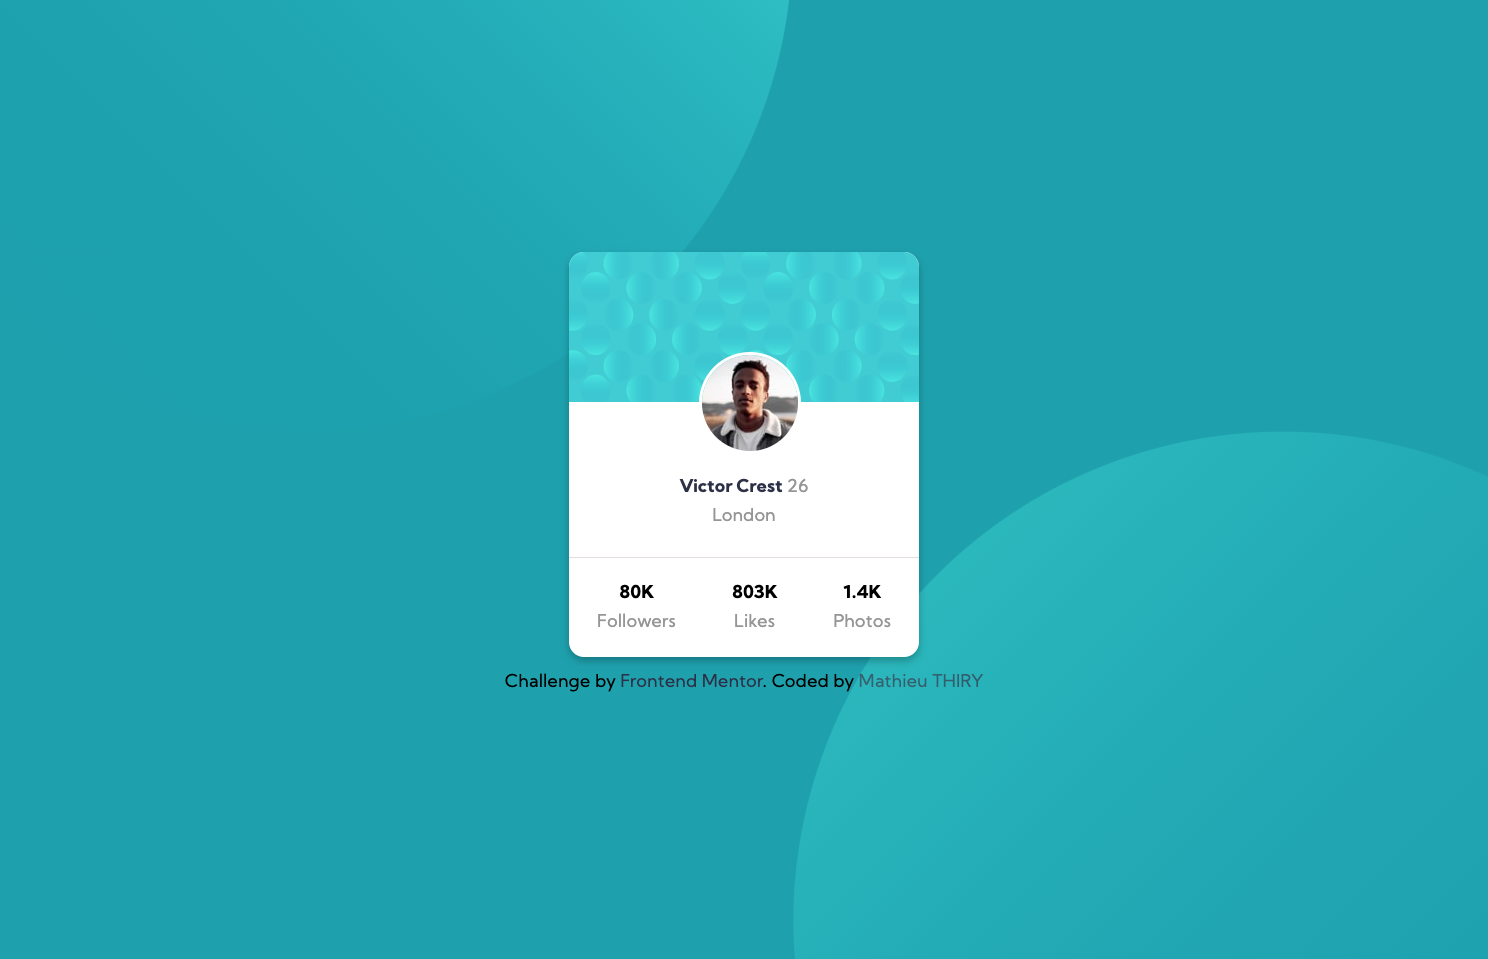 Victor Crest 26
London
80K 803K 1.4K
Followers Likes Photos
Challenge by Frontend Mentor. Coded by Mathieu THIRY